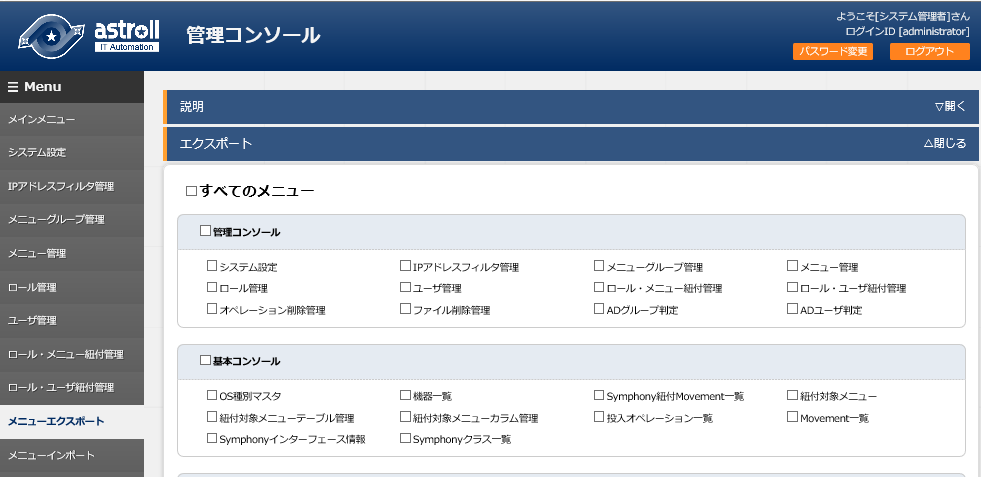 astroll
IT Automation
管理コンソール
ようこそ[システム管理者]さん
ログインID [administrator]
パスワード変更 ログアウト
☰ Menu
メインメニュー
システム設定
IPアドレスフィルタ管理
メニューグループ管理
メニュー管理
ロール管理
ユーザ管理
ロール・メニュー紐付管理
ロール・ユーザ紐付管理
メニューエクスポート
メニューインポート
説明 ▽開く
エクスポート △閉じる
すべてのメニュー
管理コンソール
システム設定 IPアドレスフィルタ管理 メニューグループ管理 メニュー管理
ロール管理 ユーザ管理 ロール・メニュー紐付管理 ロール・ユーザ紐付管理
オペレーション削除管理 ファイル削除管理 ADグループ判定 ADユーザ判定
基本コンソール
OS種別マスタ 機器一覧 Symphony紐付Movement一覧 紐付対象メニュー
紐付対象メニューテーブル管理 紐付対象メニューカラム管理 投入オペレーション一覧 Movement一覧
Symphonyインターフェース情報 Symphonyクラス一覧